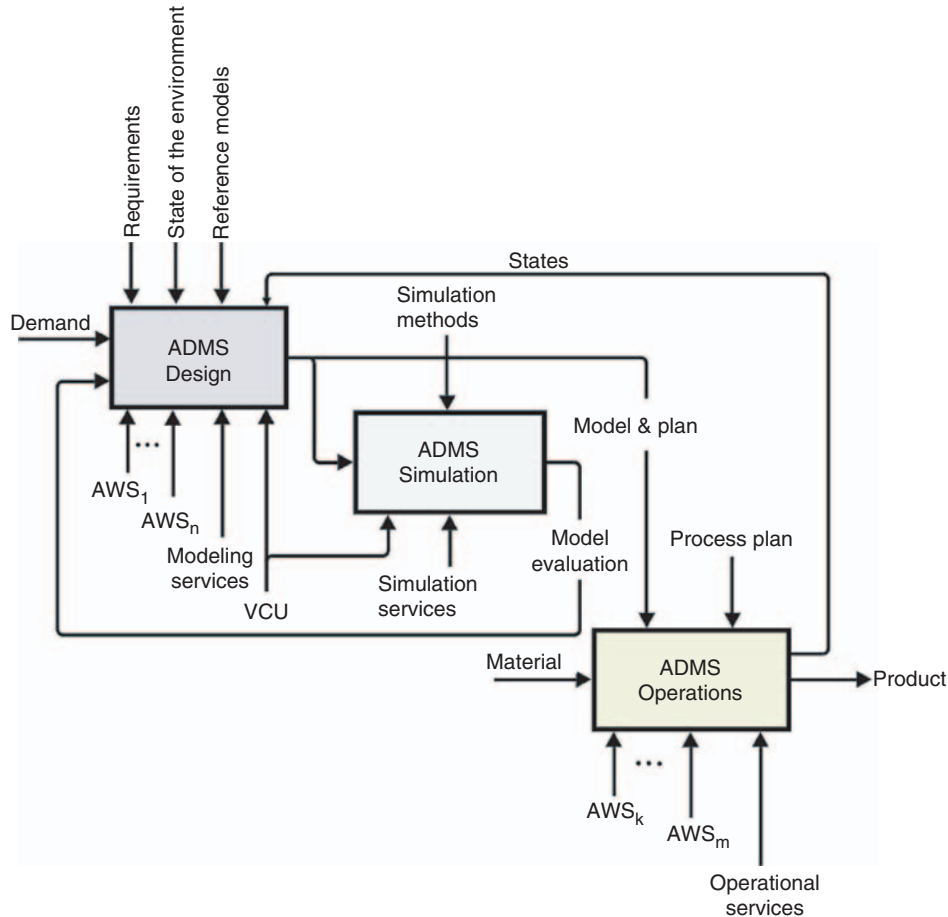 Requirements
State of the environment
Reference models
States
Simulation
methods
Demand
ADMS
Design
Model & plan
ADMS
Simulation
AWS1
...
AWSn
Modeling
services
VCU
Simulation
services
Model
evaluation
Process plan
Material
ADMS
Operations
Product
AWSk
...
AWSm
Operational
services